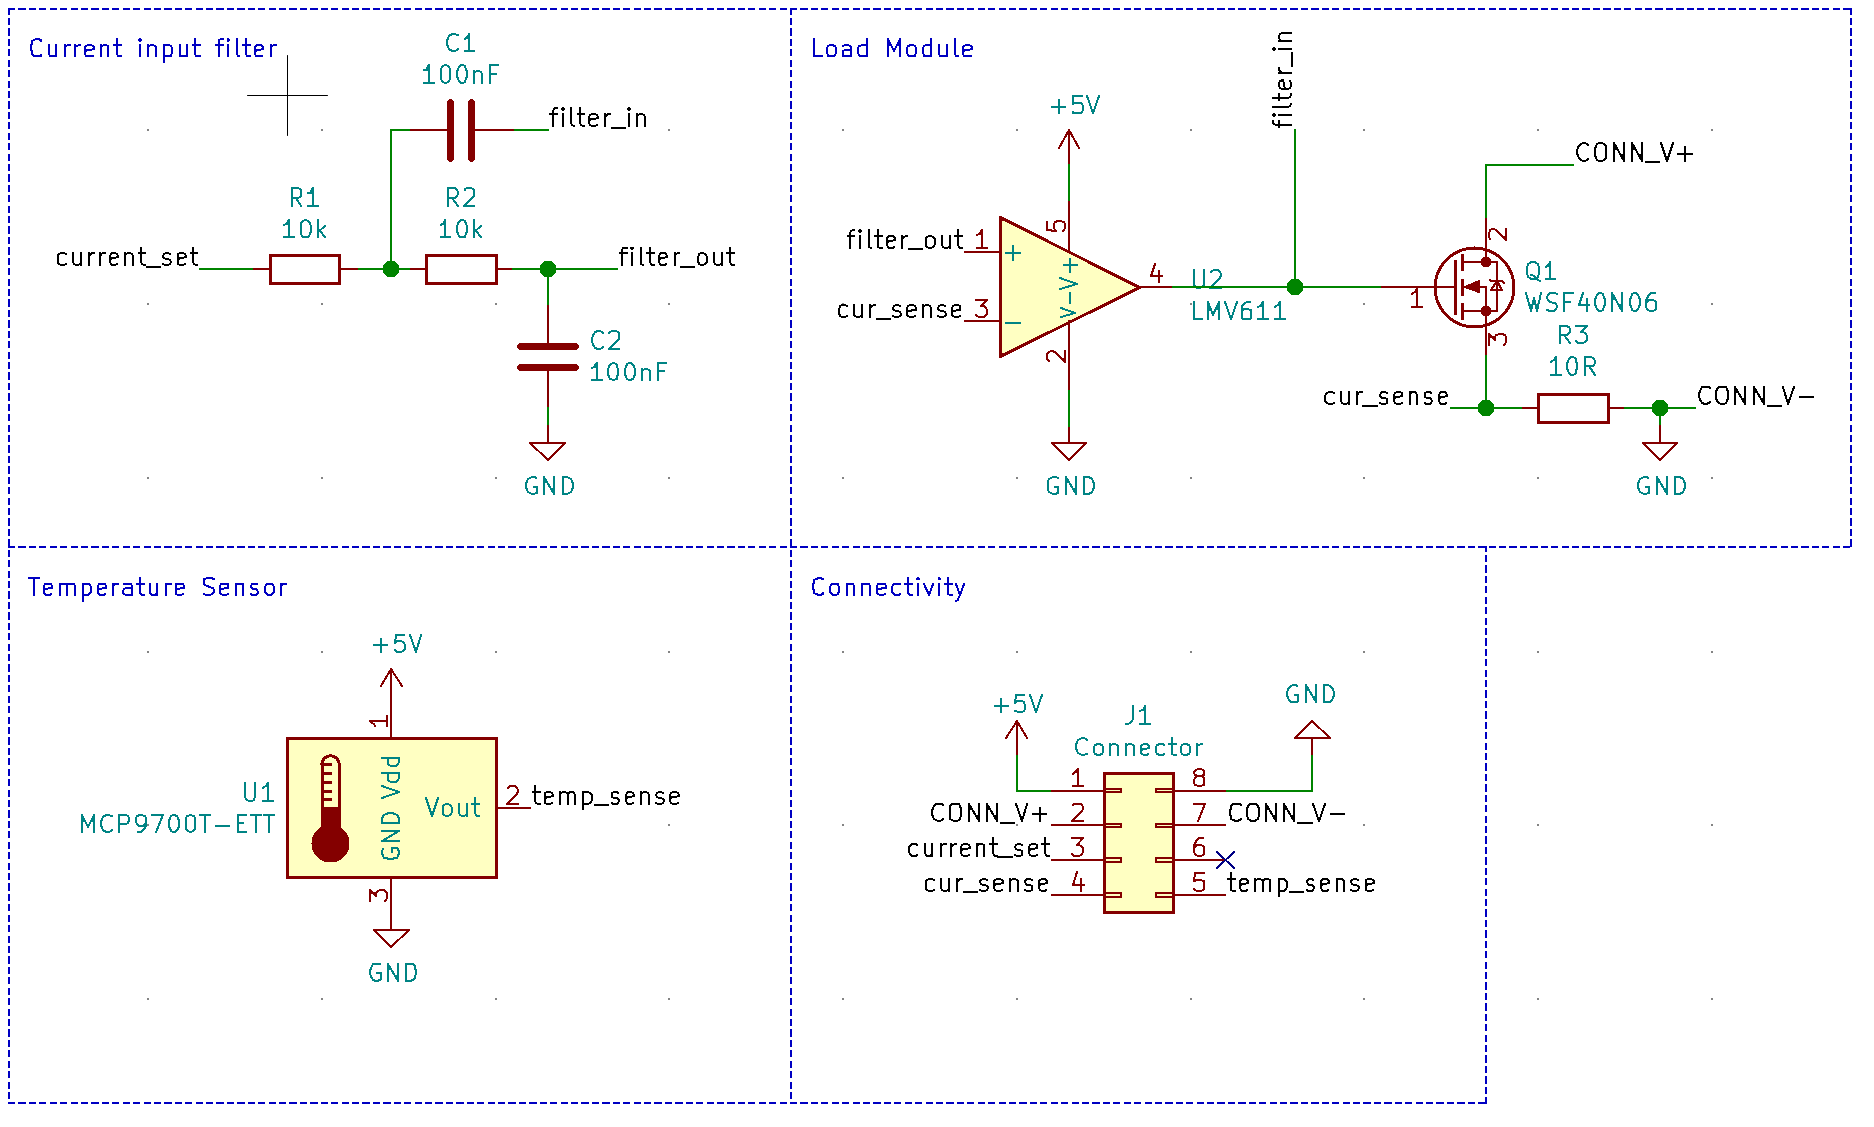 Current input filter
C1
100nF
filter_in
R1
10k
R2
10k
current_set
filter_out
C2
100nF
GND
Load Module
filter_in
+5V
CONN_V+
filter_out
1
+
5
V+
V-
4
U2
LMV611
cur_sense
3
-
2
GND
2
1
Q1
WSF40N06
3
R3
10R
cur_sense
CONN_V-
GND
Temperature Sensor
+5V
1
U1
MCP9700T-ETT
Vdd
GND
Vout
2
temp_sense
3
GND
Connectivity
+5V
J1
Connector
GND
1
8
CONN_V+
2
7
CONN_V-
current_set
3
6
cur_sense
4
5
temp_sense